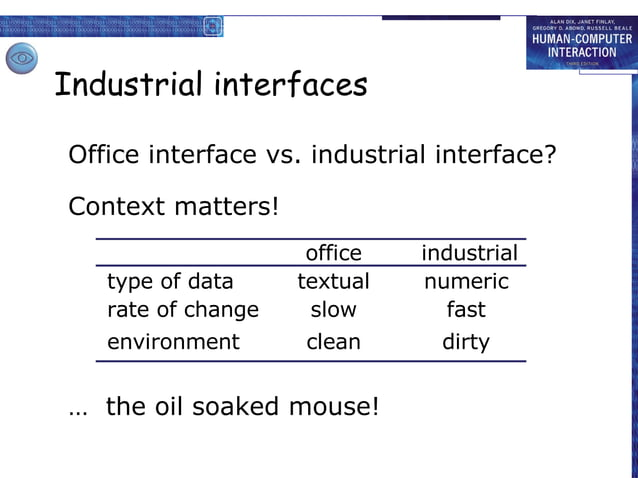 ALAN DIX, JANET FINLAY,
GREGORY D. ABOWD, RUSSELL BEALE
HUMAN-COMPUTER
INTERACTION
THIRD EDITION
Industrial interfaces
Office interface vs. industrial interface?
Context matters!
office industrial
type of data textual numeric
rate of change slow fast
environment clean dirty
… the oil soaked mouse!